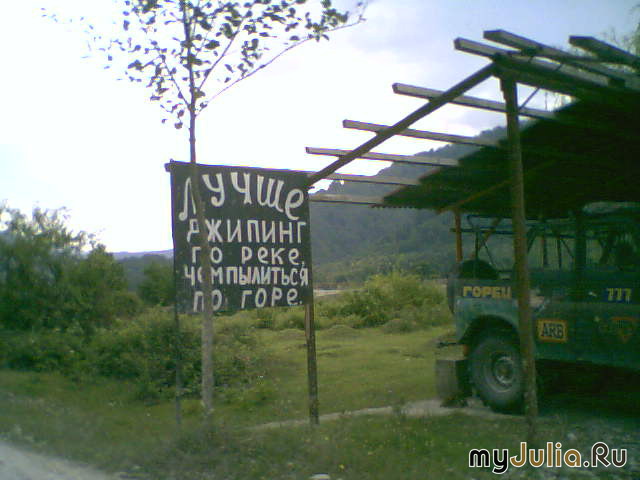 ЛУЧШЕ
ДЖИПИНГ
ПО РЕКЕ,
ЧЕМ ПЫЛИТЬСЯ
ПО ГОРЕ.
ГОРЕЦ
777
ARB
myJulia.Ru